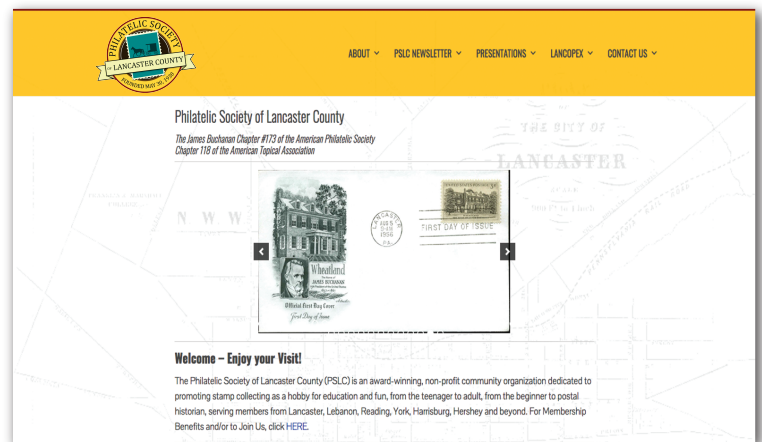 PHILATELIC SOCIETY
OF LANCASTER COUNTY
FOUNDED MAY 30, 1930
ABOUT PSLC NEWSLETTER PRESENTATIONS LANCOPEX CONTACT US
Philatelic Society of Lancaster County
The James Buchanan Chapter #173 of the American Philatelic Society
Chapter 118 of the American Topical Association
THE CITY OF
LANCASTER
SCALE
N W W
LANCASTER
AUG 5
1956
PA.
FIRST DAY OF ISSUE
Wheatland
JAMES BUCHANAN
Official First Day Cover
First Day of Issue
Welcome – Enjoy your Visit!
The Philatelic Society of Lancaster County (PSLC) is an award-winning, non-profit community organization dedicated to
promoting stamp collecting as a hobby for education and fun, from the teenager to adult, from the beginner to postal
historian, serving members from Lancaster, Lebanon, Reading, York, Harrisburg, Hershey and beyond. For Membership
Benefits and/or to Join Us, click HERE.